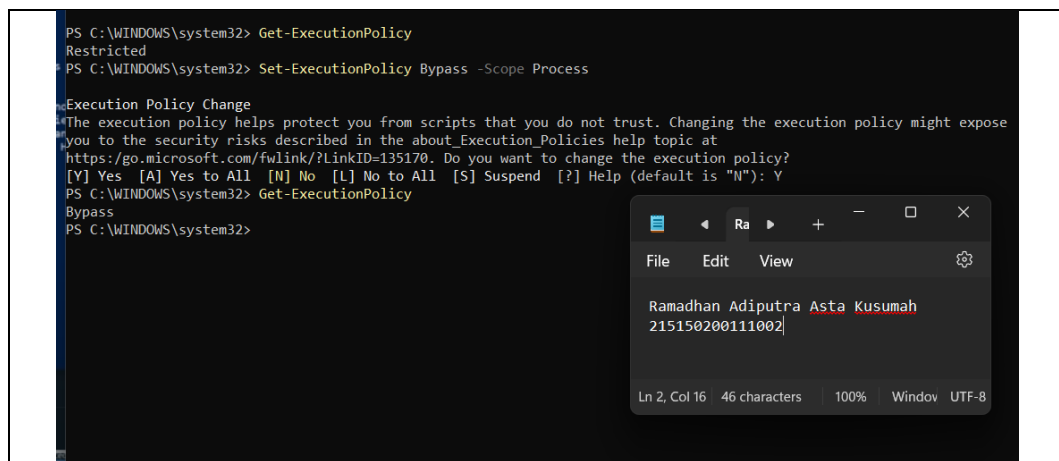 PS C:\WINDOWS\system32> Get-ExecutionPolicy
Restricted
PS C:\WINDOWS\system32> Set-ExecutionPolicy Bypass -Scope Process
Execution Policy Change
The execution policy helps protect you from scripts that you do not trust. Changing the execution policy might expose
you to the security risks described in the about_Execution_Policies help topic at
https:/go.microsoft.com/fwlink/?LinkID=135170. Do you want to change the execution policy?
[Y] Yes [A] Yes to All [N] No [L] No to All [S] Suspend [?] Help (default is "N"): Y
PS C:\WINDOWS\system32> Get-ExecutionPolicy
Bypass
PS C:\WINDOWS\system32>
Ra
File Edit View
Ramadhan Adiputra Asta Kusumah
215150200111002
Ln 2, Col 16 46 characters 100% Window UTF-8